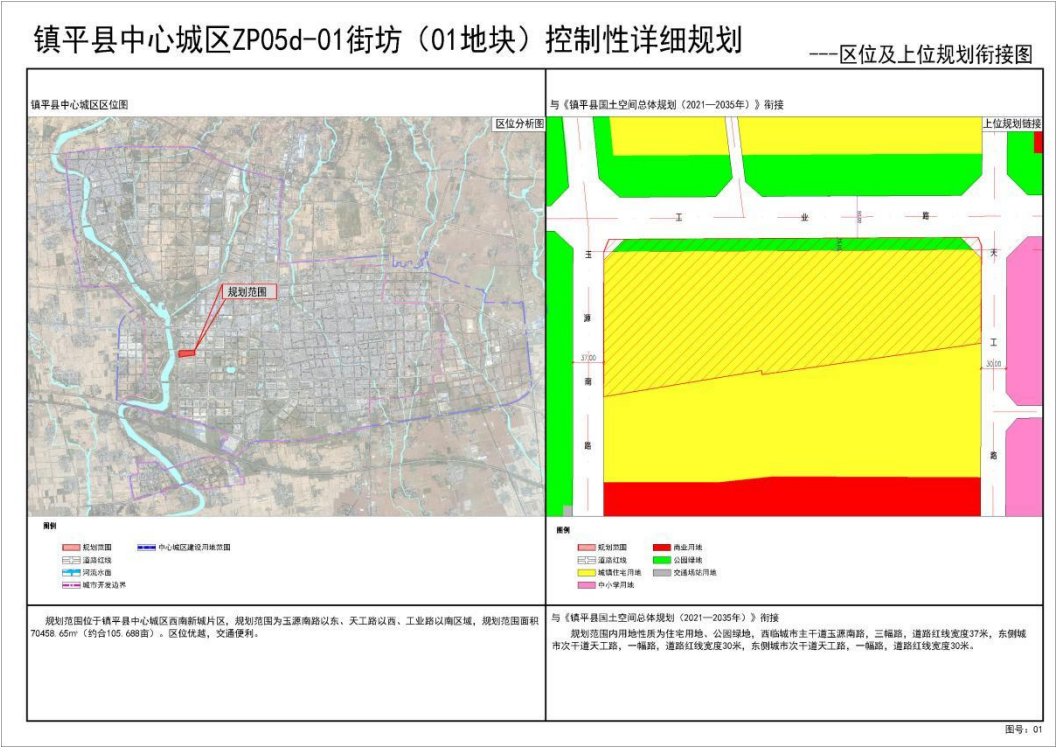 镇平县中心城区ZP05d-01街坊（01地块）控制性详细规划
---区位及上位规划衔接图
镇平县中心城区区位图
区位分析图
规划范围
图例
规划范围
中心城区建设用地范围
道路红线
河流水面
城市开发边界
规划范围位于镇平县中心城区西南新城片区，规划范围为玉源南路以东、天工路以西、工业路以南区域，规划范围面积
70458.65㎡（约合105.688亩）。区位优越，交通便利。
与《镇平县国土空间总体规划（2021—2035年）》衔接
上位规划链接
工业路
玉源南路
天工路
37.00
30.00
图例
规划范围
商业用地
道路红线
公园绿地
城镇住宅用地
交通场站用地
中小学用地
与《镇平县国土空间总体规划（2021—2035年）》衔接
规划范围内用地性质为住宅用地、公园绿地，西临城市主干道玉源南路，三幅路，道路红线宽度37米，东侧城
市次干道天工路，一幅路，道路红线宽度30米，东侧城市次干道天工路，一幅路，道路红线宽度30米。
图号：01